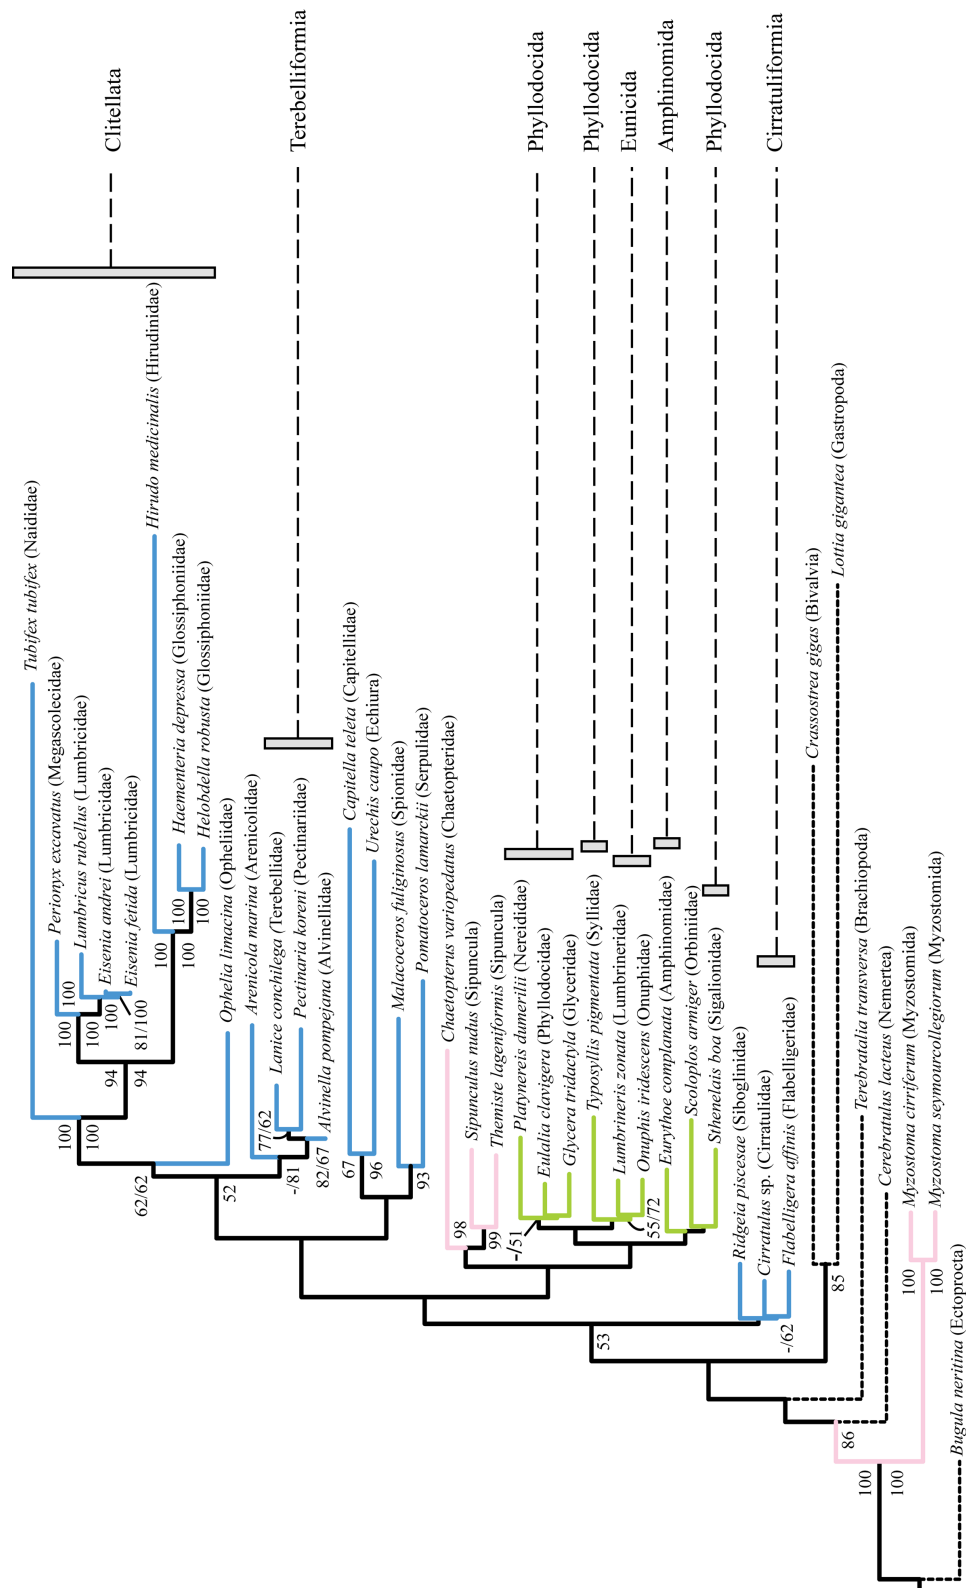 Tubifex tubifex (Naididae)
Perionyx excavatus (Megascolecidae)
Lumbricus rubellus (Lumbricidae)
Eisenia andrei (Lumbricidae)
Eisenia fetida (Lumbricidae)
Hirudo medicinalis (Hirudinidae)
Haementeria depressa (Glossiphoniidae)
Helobdella robusta (Glossiphoniidae)
Clitellata
Ophelia limacina (Opheliidae)
Arenicola marina (Arenicolidae)
Lanice conchilega (Terebellidae)
Pectinaria koreni (Pectinariidae)
Alvinella pompejana (Alvinellidae)
Terebelliformia
Capitella teleta (Capitellidae)
Urechis caupo (Echiura)
Malacoceros fuliginosus (Spionidae)
Pomatoceros lamarckii (Serpulidae)
Chaetopterus variopedatus (Chaetopteridae)
Sipunculus nudus (Sipuncula)
Themiste lageniformis (Sipuncula)
Platynereis dumerilii (Nereididae)
Eulalia clavigera (Phyllodocidae)
Glycera tridactyla (Glyceridae)
Phyllodocida
Typosyllis pigmentata (Syllidae)
Phyllodocida
Lumbrineris zonata (Lumbrineridae)
Onuphis iridescens (Onuphidae)
Eunicida
Eurythoe complanata (Amphinomidae)
Amphinomida
Scoloplos armiger (Orbiniidae)
Sthenelais boa (Sigalionidae)
Phyllodocida
Ridgeia piscesae (Siboglinidae)
Cirratulus sp. (Cirratulidae)
Flabelligera affinis (Flabelligeridae)
Cirratuliformia
Crassostrea gigas (Bivalvia)
Lottia gigantea (Gastropoda)
Terebratalia transversa (Brachiopoda)
Cerebratulus lacteus (Nemertea)
Myzostoma cirriferum (Myzostomida)
Myzostoma seymourcollegiorum (Myzostomida)
Bugula neritina (Ectoprocta)
100
100
100
100
100
100
100
81/100
94
94
100
100
100
100
62/62
52
77/62
-/81
82/67
67
96
93
98
99
-/51
55/72
-/62
53
85
86
100
100
100
100